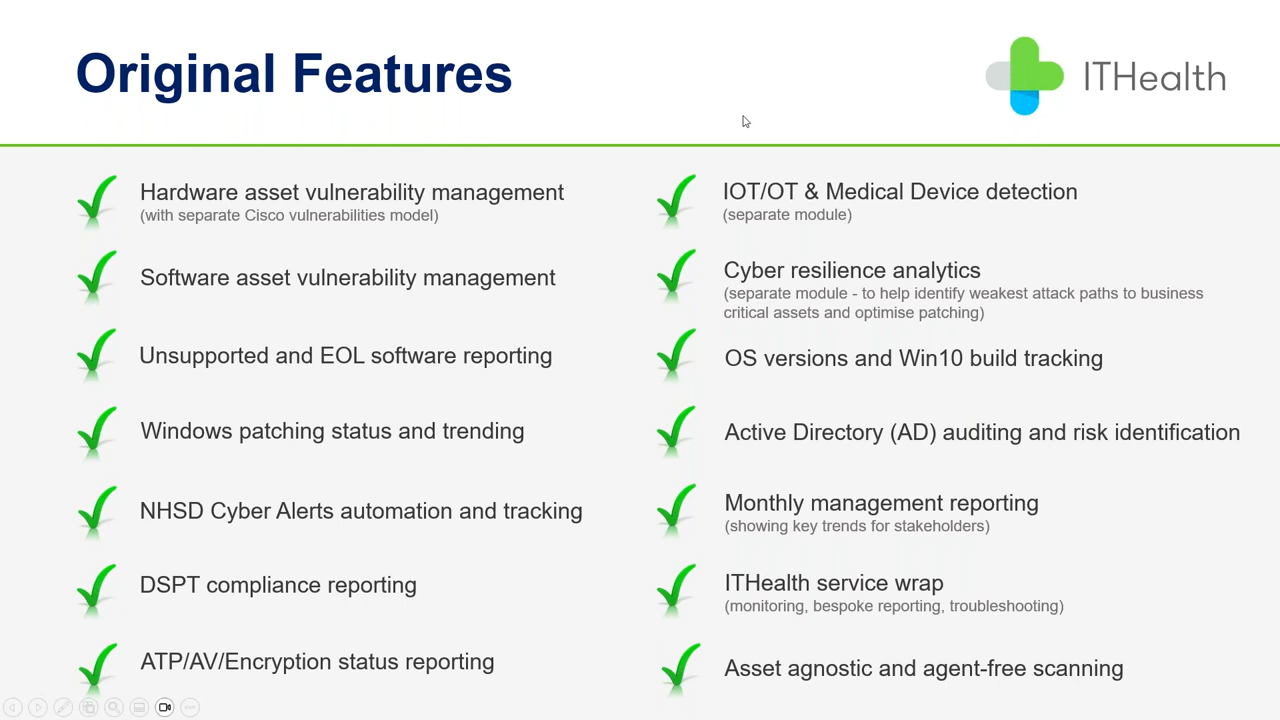 Original Features
ITHealth
Hardware asset vulnerability management
(with separate Cisco vulnerabilities model)
Software asset vulnerability management
Unsupported and EOL software reporting
Windows patching status and trending
NHSD Cyber Alerts automation and tracking
DSPT compliance reporting
ATP/AV/Encryption status reporting
IOT/OT & Medical Device detection
(separate module)
Cyber resilience analytics
(separate module - to help identify weakest attack paths to business
critical assets and optimise patching)
OS versions and Win10 build tracking
Active Directory (AD) auditing and risk identification
Monthly management reporting
(showing key trends for stakeholders)
ITHealth service wrap
(monitoring, bespoke reporting, troubleshooting)
Asset agnostic and agent-free scanning